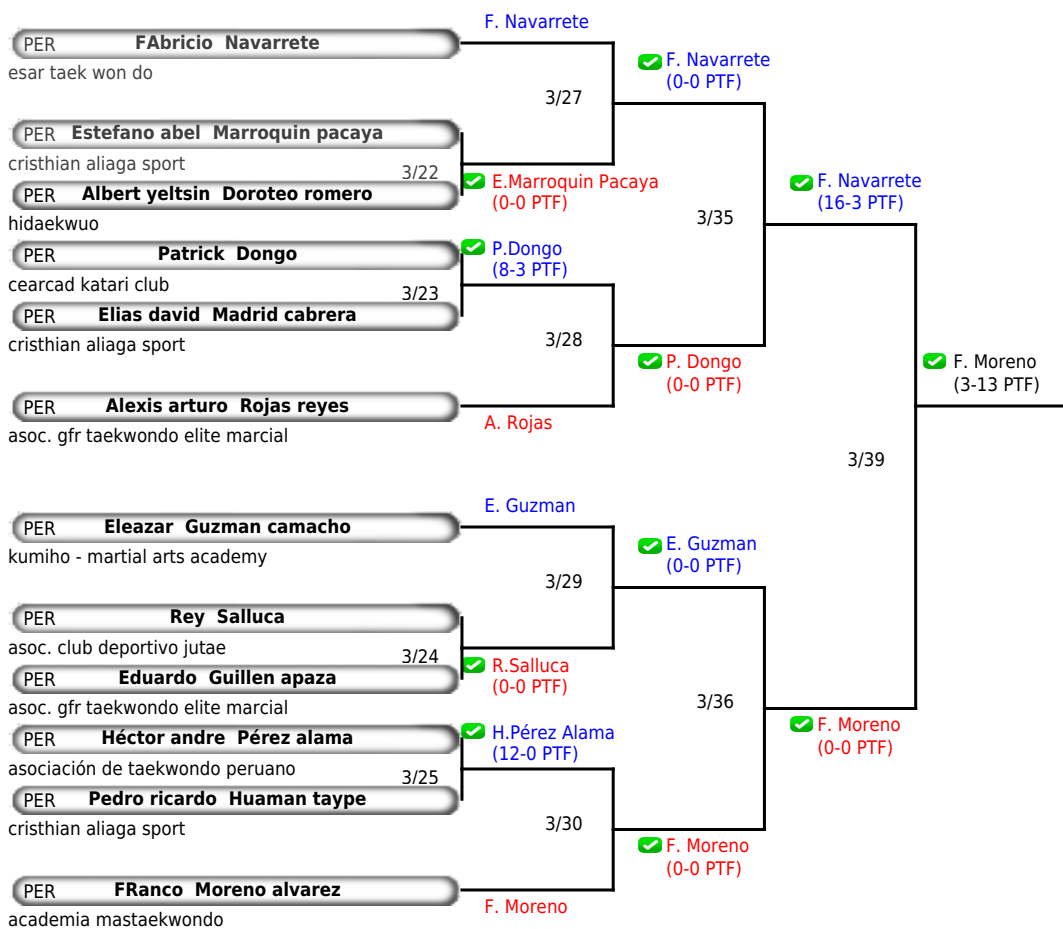 F. Navarrete
PER FAbricio Navarrete
esar taek won do
F. Navarrete
(0-0 PTF)
3/27
PER Estefano abel Marroquin pacaya
cristhian aliaga sport
3/22
E.Marroquin Pacaya
(0-0 PTF)
PER Albert yeltsin Doroteo romero
hidaekwuo
F. Navarrete
(16-3 PTF)
3/35
PER Patrick Dongo
cearcad katari club
P.Dongo
(8-3 PTF)
3/23
PER Elias david Madrid cabrera
cristhian aliaga sport
3/28
P. Dongo
(0-0 PTF)
F. Moreno
(3-13 PTF)
PER Alexis arturo Rojas reyes
asoc. gfr taekwondo elite marcial
A. Rojas
3/39
E. Guzman
PER Eleazar Guzman camacho
kumiho - martial arts academy
E. Guzman
(0-0 PTF)
3/29
PER Rey Salluca
asoc. club deportivo jutae
3/24
R.Salluca
(0-0 PTF)
PER Eduardo Guillen apaza
asoc. gfr taekwondo elite marcial
3/36
F. Moreno
(0-0 PTF)
PER Héctor andre Pérez alama
asociación de taekwondo peruano
H.Pérez Alama
(12-0 PTF)
3/25
PER Pedro ricardo Huaman taype
cristhian aliaga sport
3/30
F. Moreno
(0-0 PTF)
PER FRanco Moreno alvarez
academia mastaekwondo
F. Moreno